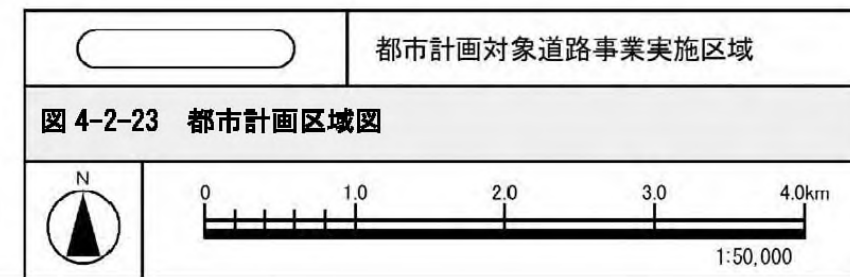 都市計画対象道路事業実施区域
図 4-2-23 都市計画区域図
N
0 1.0 2.0 3.0 4.0km
1:50,000